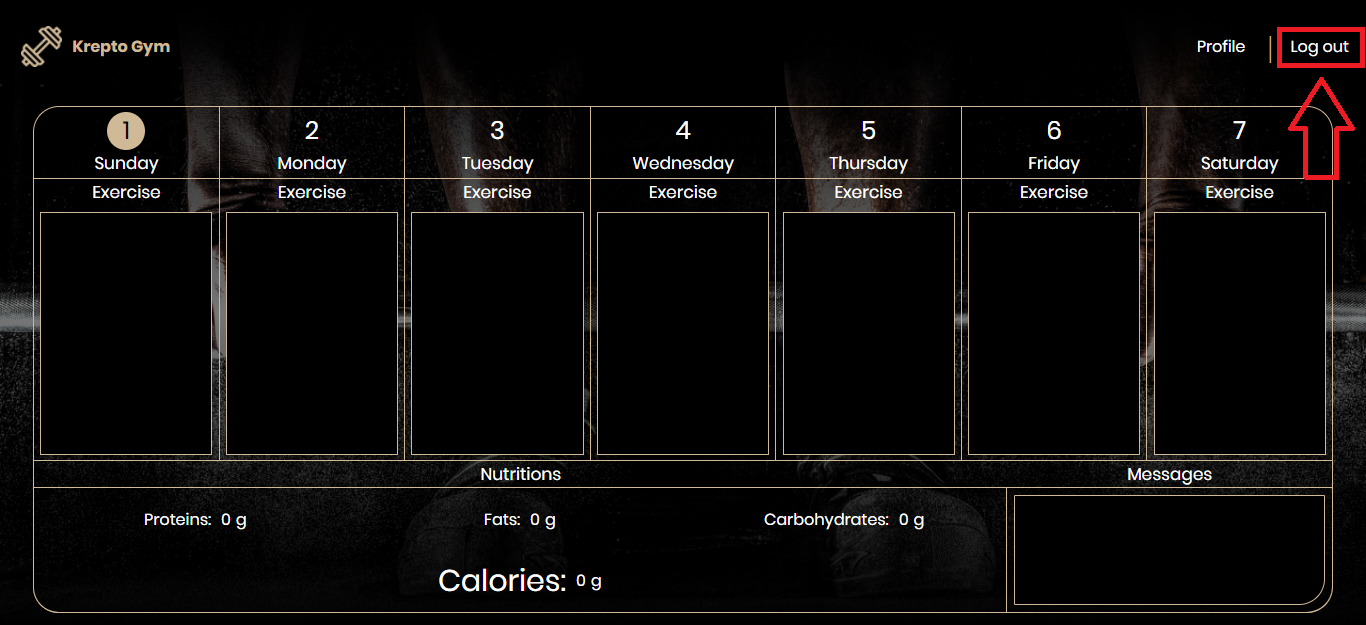 Krepto Gym
Profile | Log out
1 2 3 4 5 6 7
Sunday Monday Tuesday Wednesday Thursday Friday Saturday
Exercise Exercise Exercise Exercise Exercise Exercise Exercise
Nutritions Messages
Proteins: 0 g Fats: 0 g Carbohydrates: 0 g
Calories: 0 g